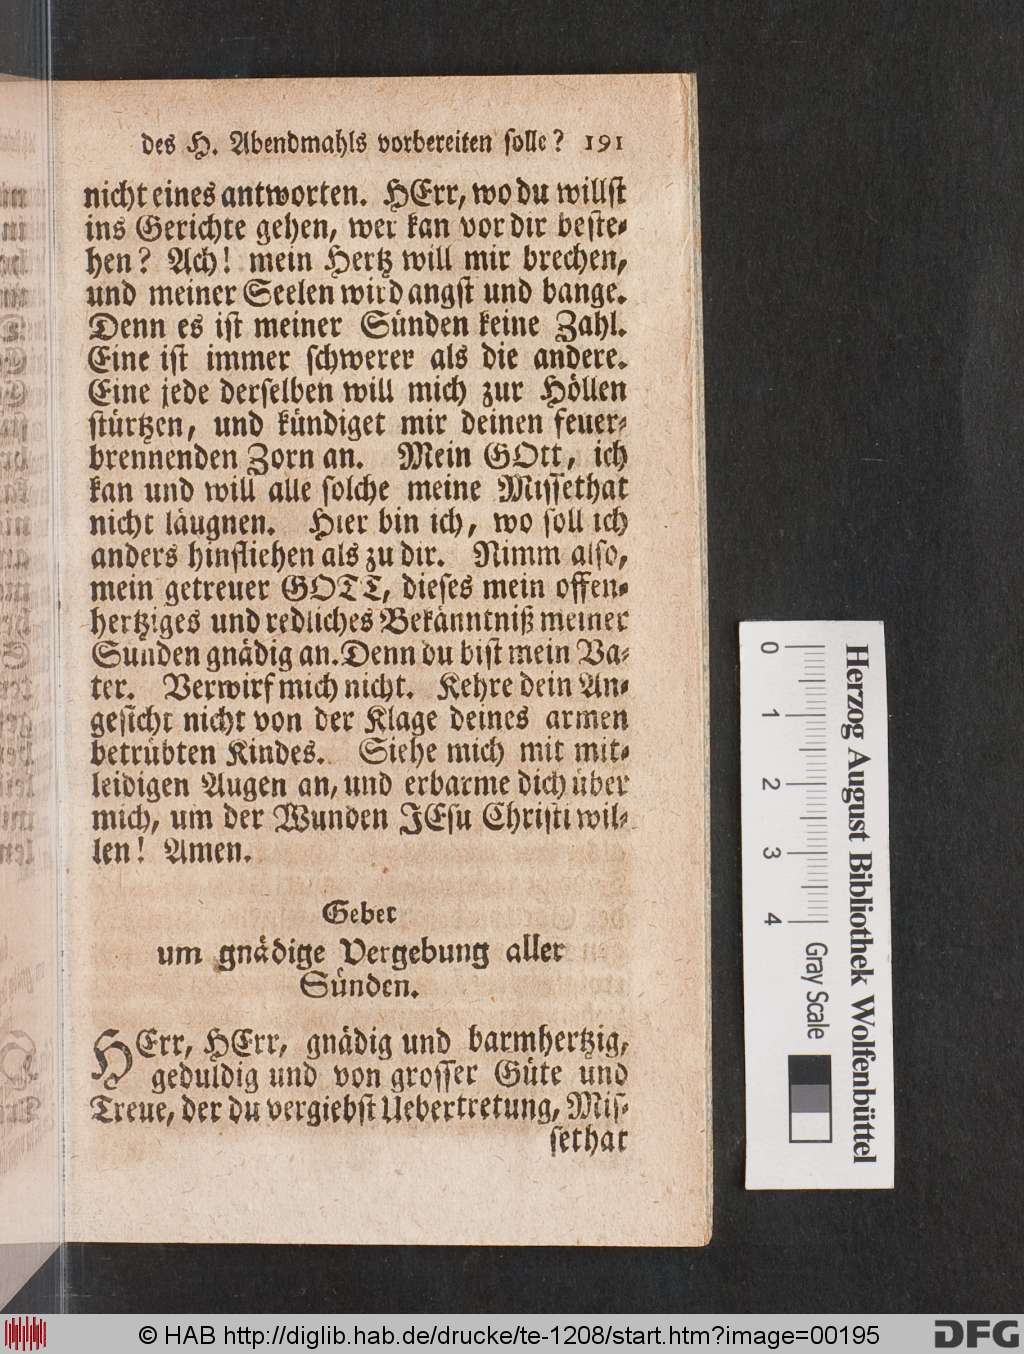 des H. Abendmahls vorbereiten solle? 191
nicht eines antworten. HErr, wo du willst
ins Gerichte gehen, wer kan vor dir beste-
hen? Ach! mein Hertz will mir brechen,
und meiner Seelen wird angst und bange.
Denn es ist meiner Sünden keine Zahl.
Eine ist immer schwerer als die andere.
Eine jede derselben will mich zur Höllen
stürtzen, und kündiget mir deinen feuer-
brennenden Zorn an. Mein GOtt, ich
kan und will alle solche meine Missethat
nicht läugnen. Hier bin ich, wo soll ich
anders hinfliehen als zu dir. Nimm also,
mein getreuer GOTT, dieses mein offen-
hertziges und redliches Bekänntniß meiner
Sunden gnädig an. Denn du bist mein Va-
ter. Verwirf mich nicht. Kehre dein An-
gesicht nicht von der Klage deines armen
betrübten Kindes. Siehe mich mit mit-
leidigen Augen an, und erbarme dich über
mich, um der Wunden JEsu Christi wil-
len! Amen.
Gebet
um gnädige Vergebung aller
Sünden.
HErr, HErr, gnädig und barmhertzig,
geduldig und von grosser Güte und
Treue, der du vergiebst Uebertretung, Mis-
sethat
0 1 2 3 4
Gray Scale
Herzog August Bibliothek Wolfenbüttel
© HAB http://diglib.hab.de/drucke/te-1208/start.htm?image=00195
DFG